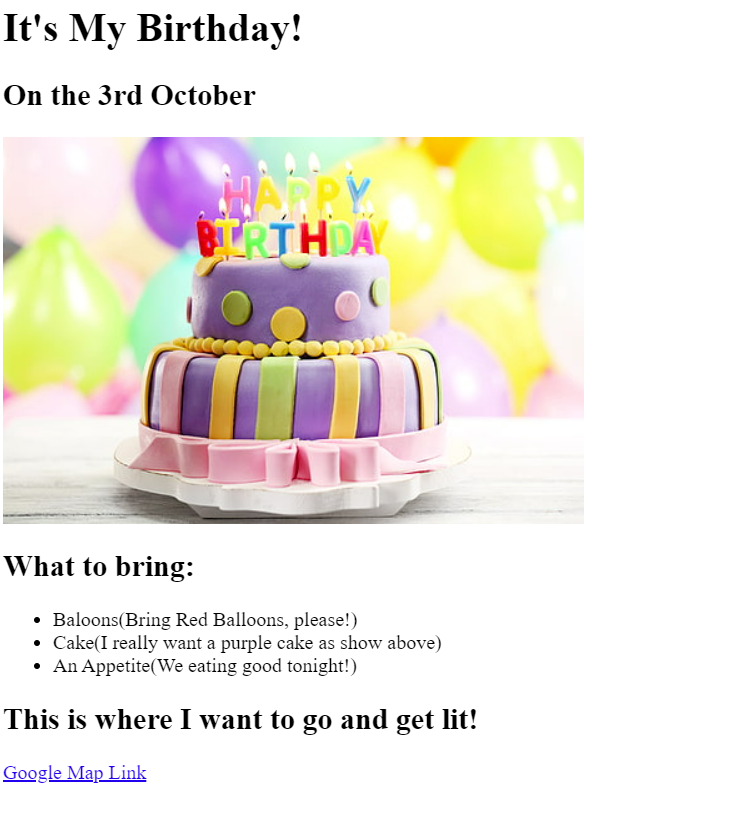 It's My Birthday!
On the 3rd October
HAPPY
BIRTHDAY
What to bring:
Baloons(Bring Red Balloons, please!)
Cake(I really want a purple cake as show above)
An Appetite(We eating good tonight!)
This is where I want to go and get lit!
Google Map Link